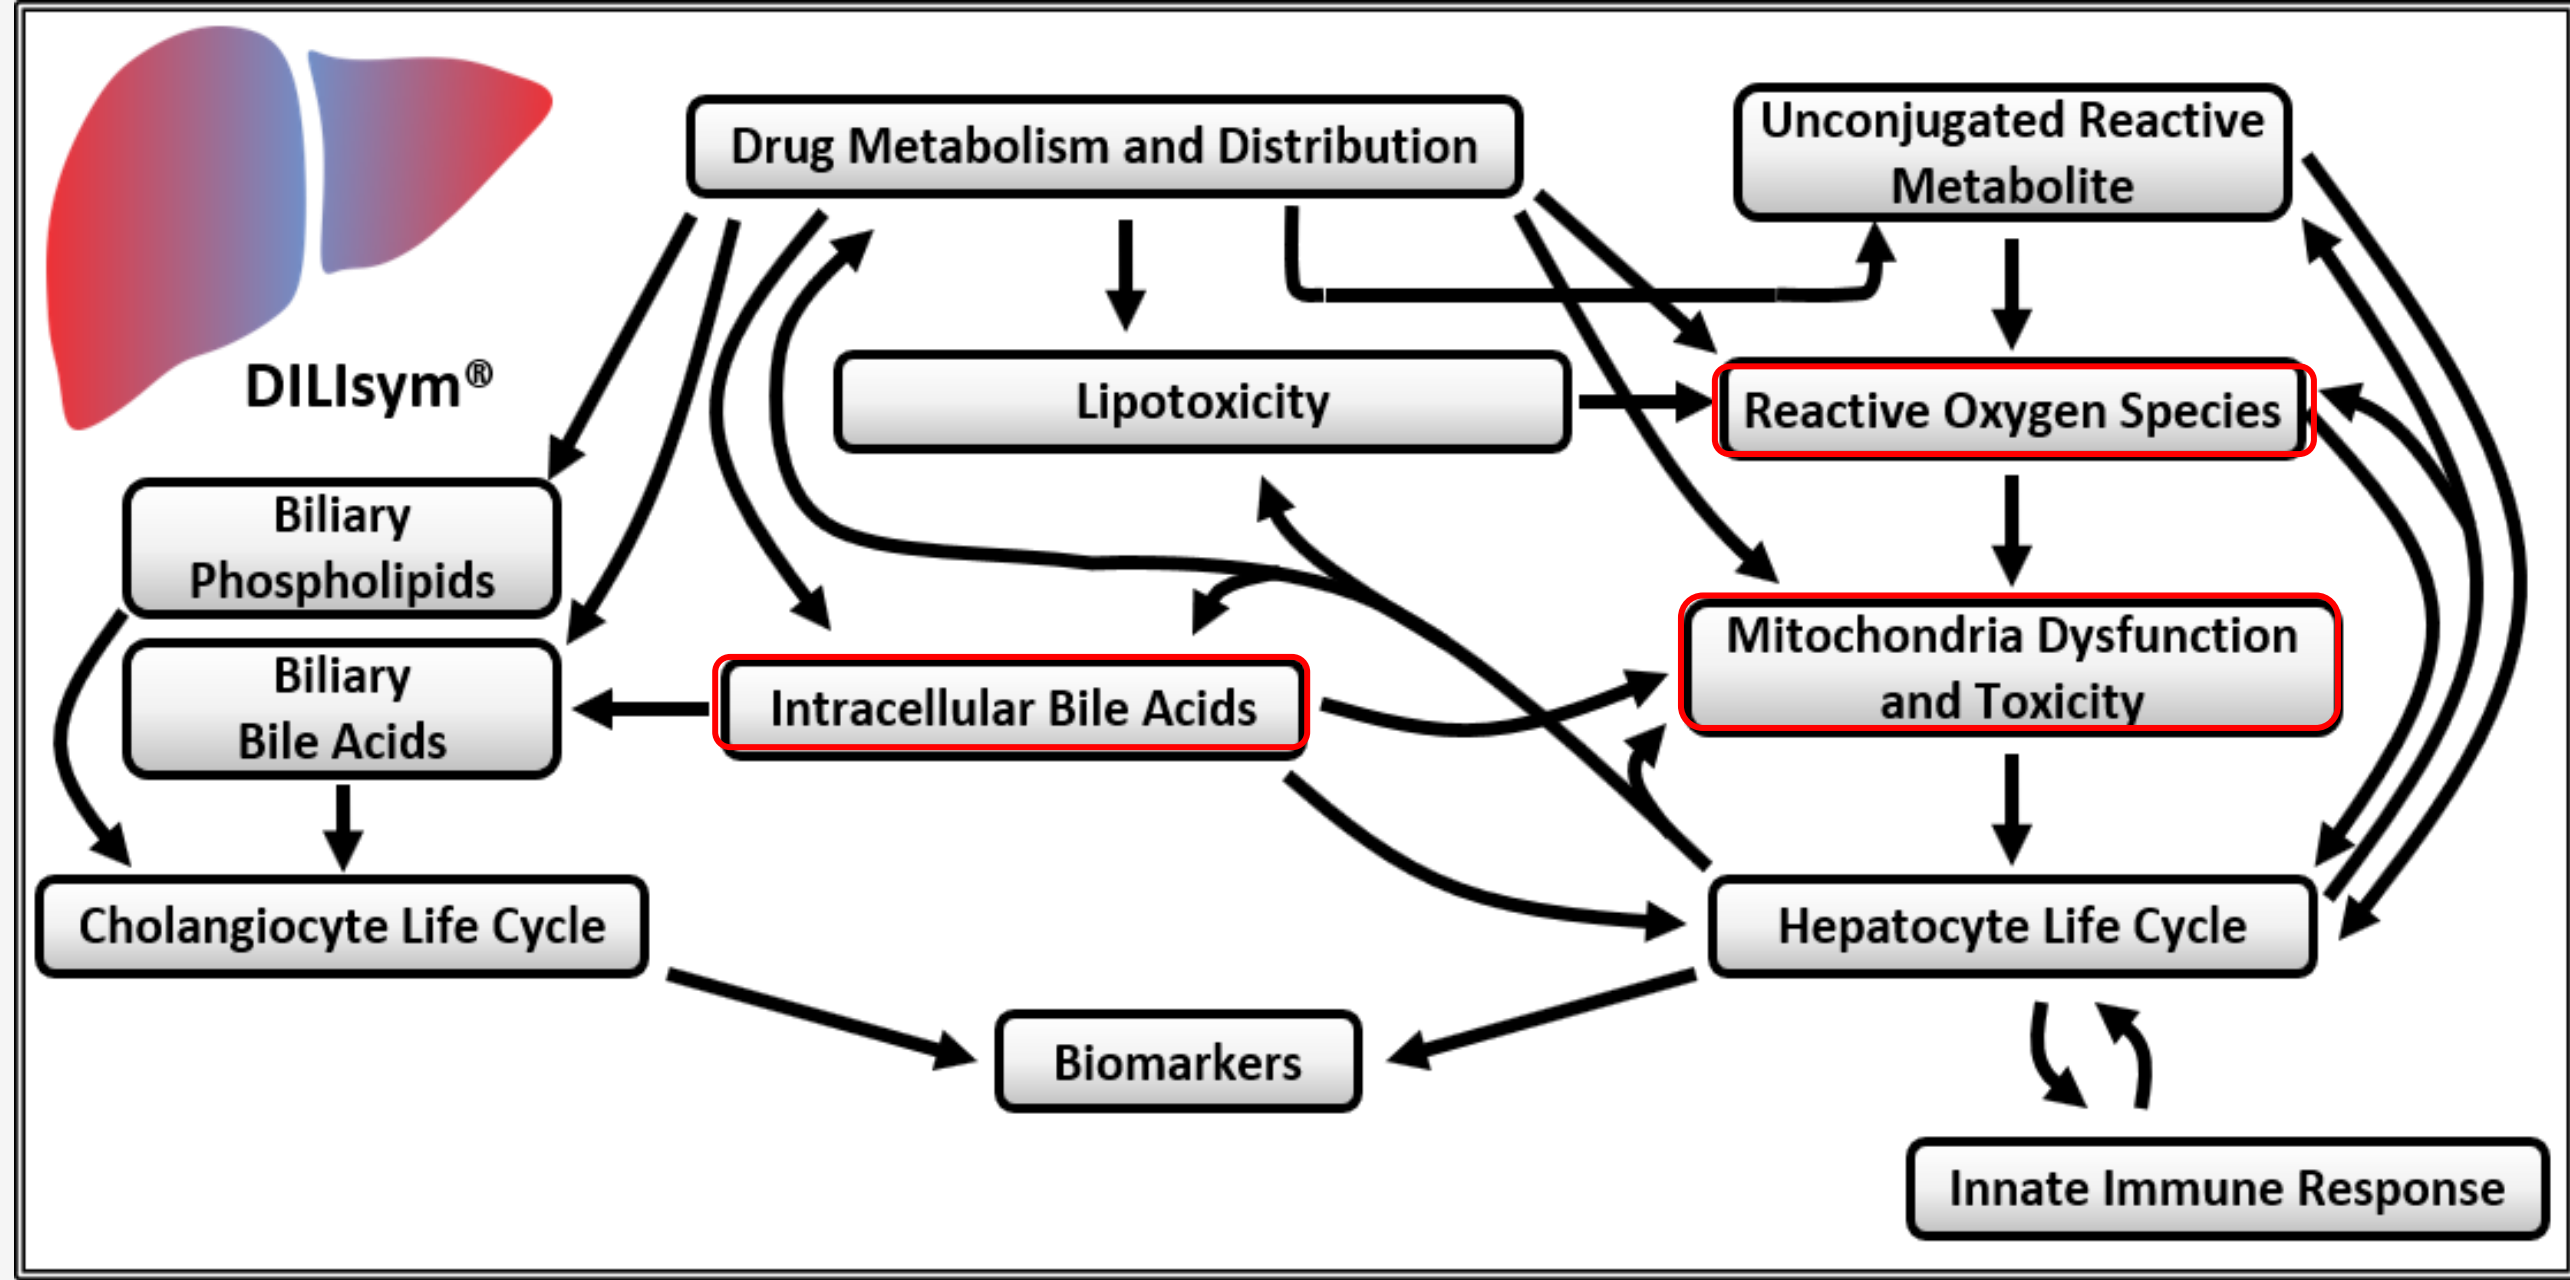 Drug Metabolism and Distribution
Unconjugated Reactive
Metabolite
DILIsym®
Lipotoxicity
Reactive Oxygen Species
Biliary
Phospholipids
Biliary
Bile Acids
Intracellular Bile Acids
Mitochondria Dysfunction
and Toxicity
Cholangiocyte Life Cycle
Hepatocyte Life Cycle
Biomarkers
Innate Immune Response